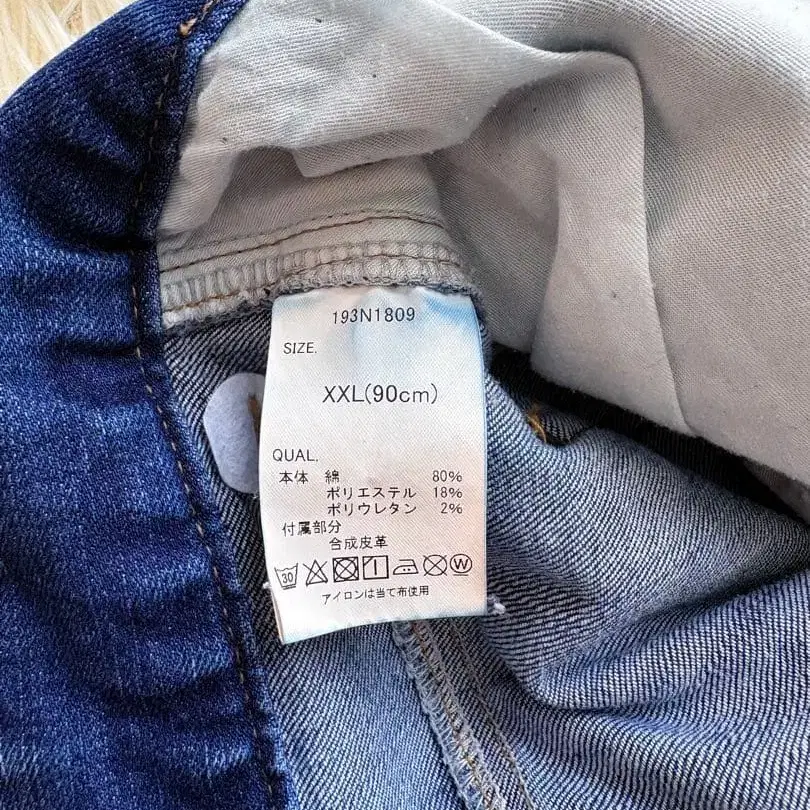 193N1809
SIZE.
XXL(90cm)
QUAL.
本体 綿 80%
ポリエステル 18%
ポリウレタン 2%
付属部分
合成皮革
30 W
アイロンは当て布使用